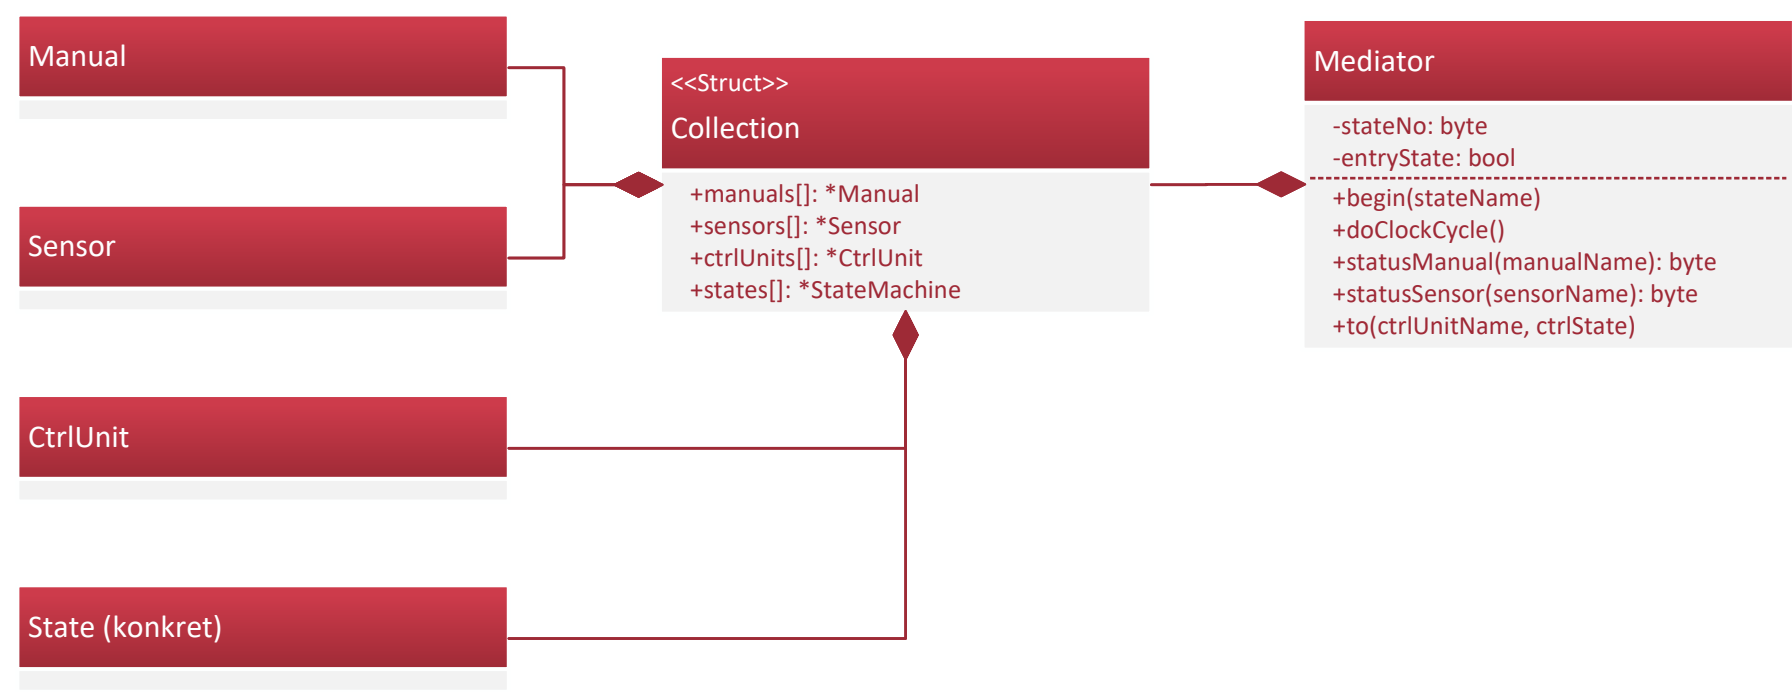 Manual
Sensor
CtrlUnit
State (konkret)
<<Struct>>
Collection
+manuals[]: *Manual
+sensors[]: *Sensor
+ctrlUnits[]: *CtrlUnit
+states[]: *StateMachine
Mediator
-stateNo: byte
-entryState: bool
+begin(stateName)
+doClockCycle()
+statusManual(manualName): byte
+statusSensor(sensorName): byte
+to(ctrlUnitName, ctrlState)